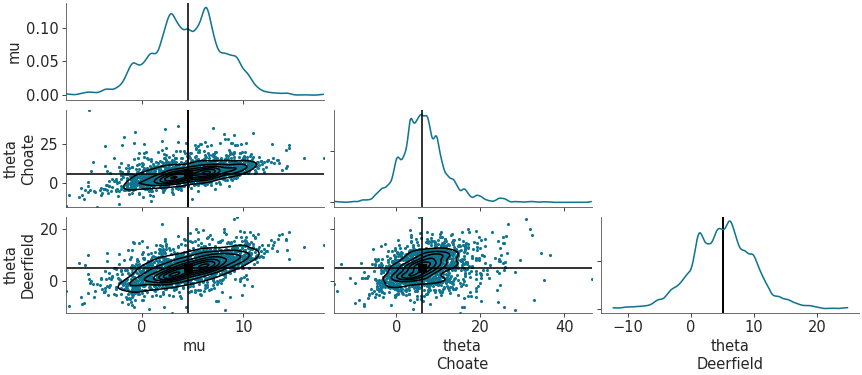 mu
0.10
0.05
0.00
theta
Choate
25
0
theta
Deerfield
20
0
0 10
mu
0 20 40
theta
Choate
−10 0 10 20
theta
Deerfield